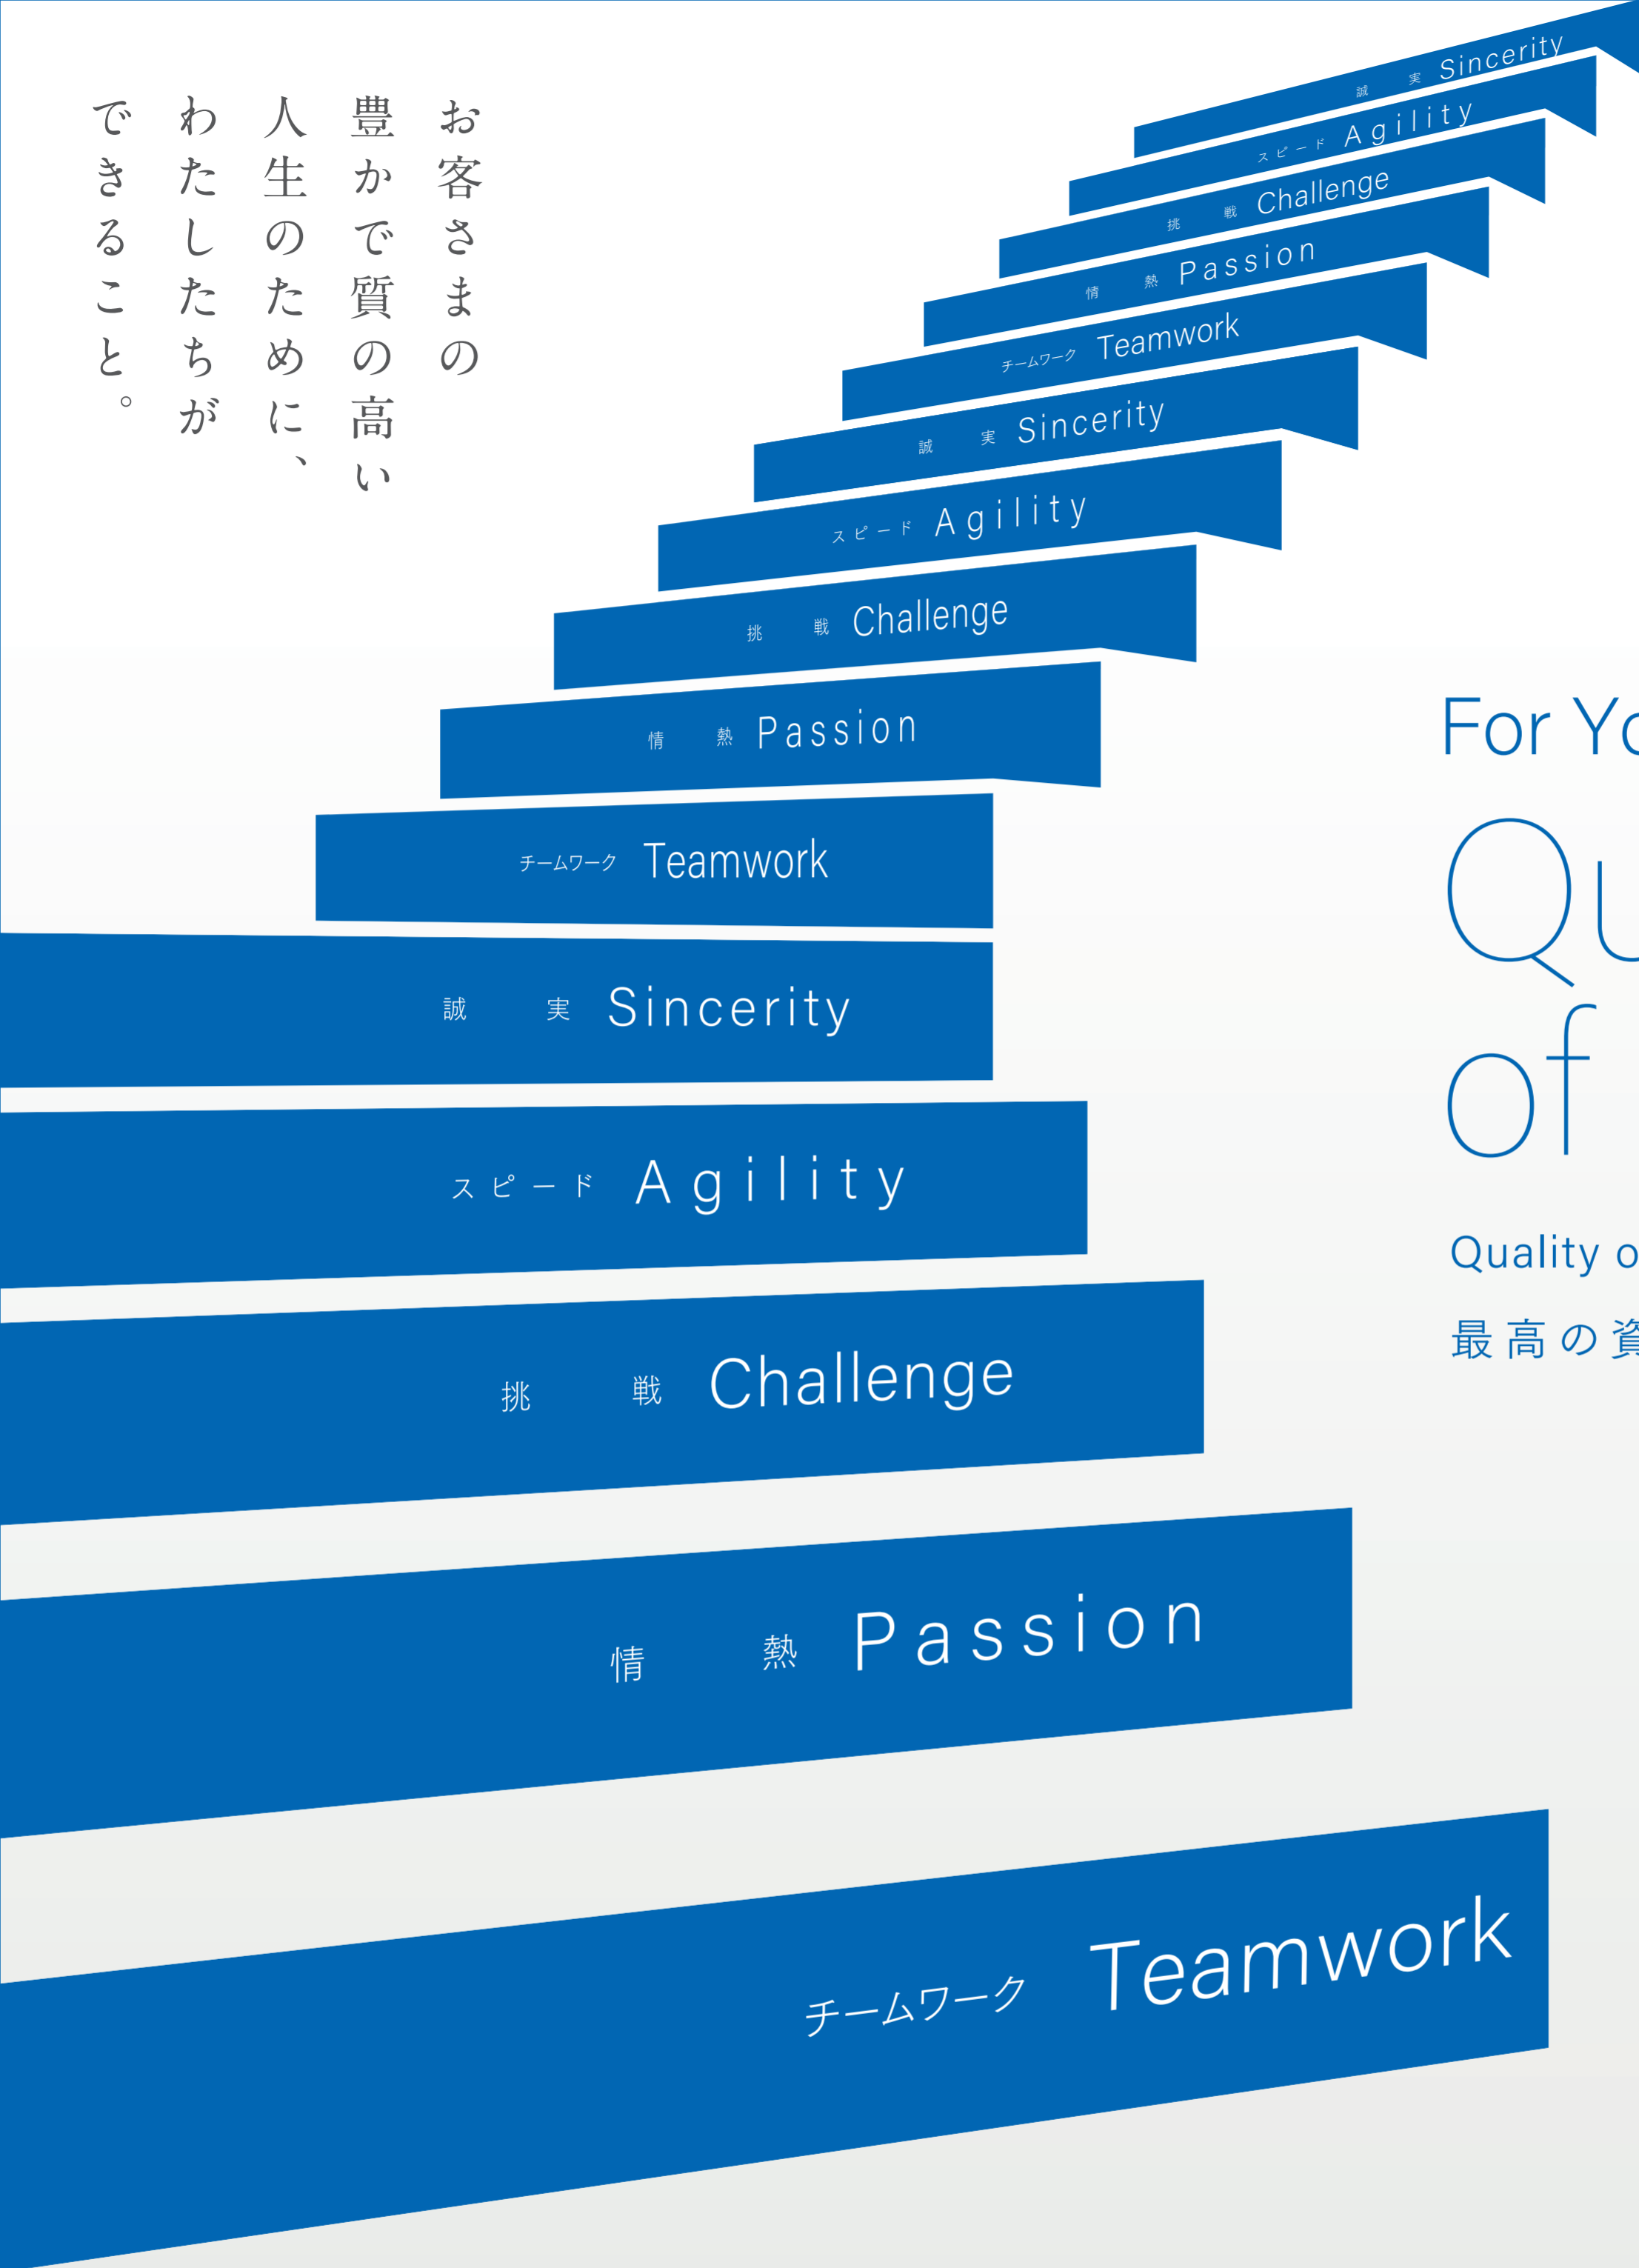 お客さまの
豊かで質の高い
人生のために、
わたしたちが
できること。
誠実 Sincerity
スピード Agility
挑戦 Challenge
情熱 Passion
チームワーク Teamwork
誠実 Sincerity
スピード Agility
挑戦 Challenge
情熱 Passion
チームワーク Teamwork
誠実 Sincerity
スピード Agility
挑戦 Challenge
情熱 Passion
チームワーク Teamwork
For
of
Quality
最高の